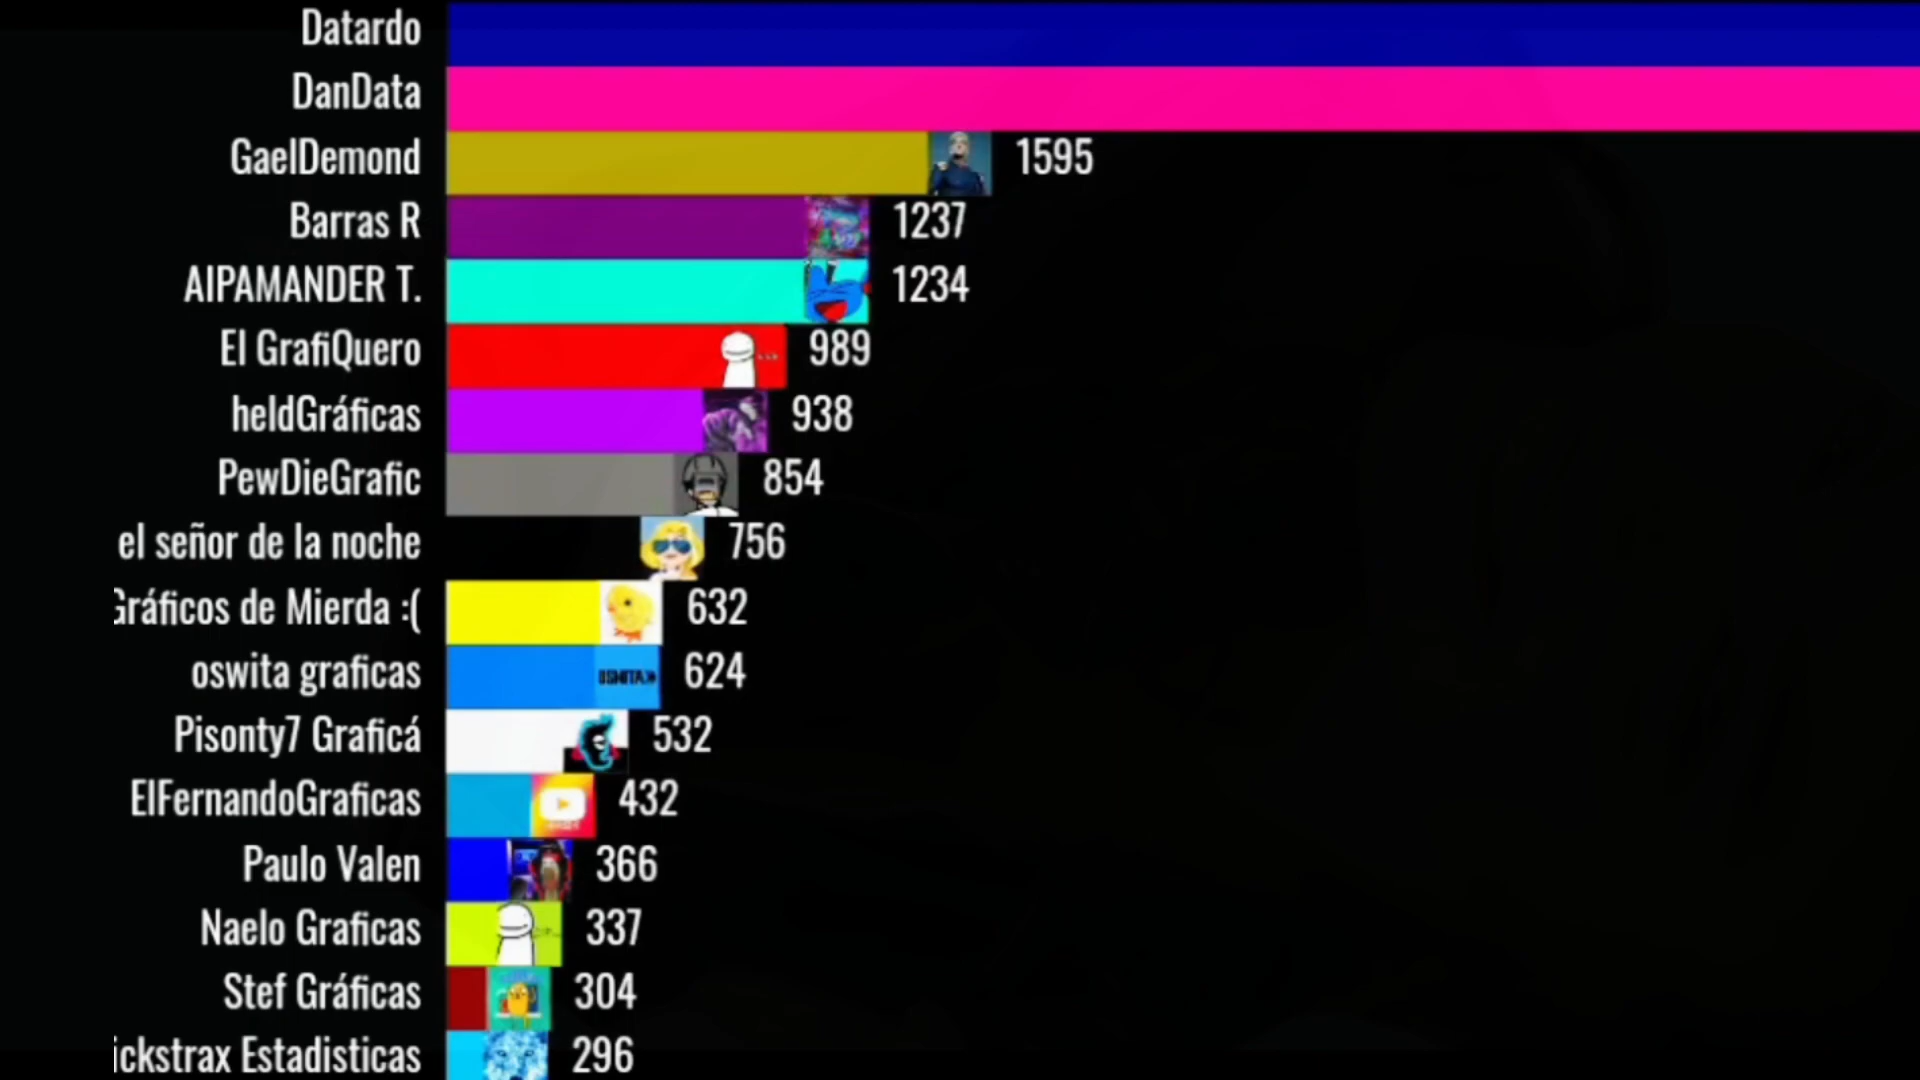 Datardo
DanData
GaelDemond 1595
Barras R 1237
AIPAMANDER T. 1234
El GrafiQuero 989
heldGráficas 938
PewDieGrafic 854
el señor de la noche 756
Gráficos de Mierda :( 632
oswita graficas 624
Pisonty7 Graficá 532
ElFernandoGraficas 432
Paulo Valen 366
Naelo Graficas 337
Stef Gráficas 304
ickstrax Estadisticas 296